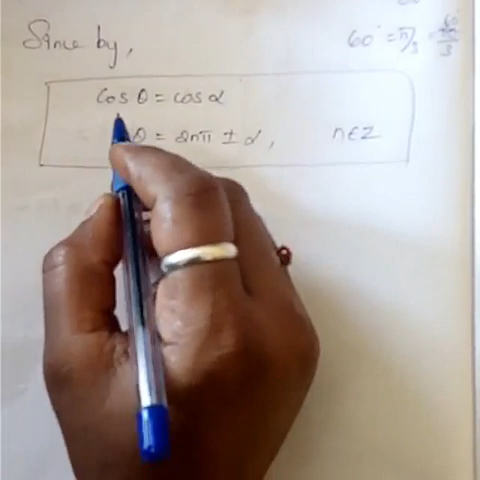 Since by,
60° = π/3 =
cos θ = cos α
θ = 2nπ ± α, n∈Z